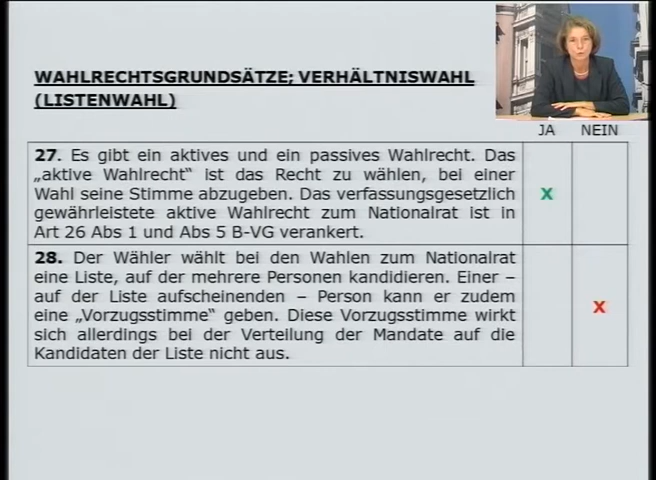 WAHLRECHTSGRUNDSÄTZE; VERHÄLTNISWAHL
(LISTENWAHL)
JA NEIN
27. Es gibt ein aktives und ein passives Wahlrecht. Das
„aktive Wahlrecht" ist das Recht zu wählen, bei einer
Wahl seine Stimme abzugeben. Das verfassungsgesetzlich
gewährleistete aktive Wahlrecht zum Nationalrat ist in
Art 26 Abs 1 und Abs 5 B-VG verankert.
X
28. Der Wähler wählt bei den Wahlen zum Nationalrat
eine Liste, auf der mehrere Personen kandidieren. Einer –
auf der Liste aufscheinenden – Person kann er zudem
eine „Vorzugsstimme" geben. Diese Vorzugsstimme wirkt
sich allerdings bei der Verteilung der Mandate auf die
Kandidaten der Liste nicht aus.
X